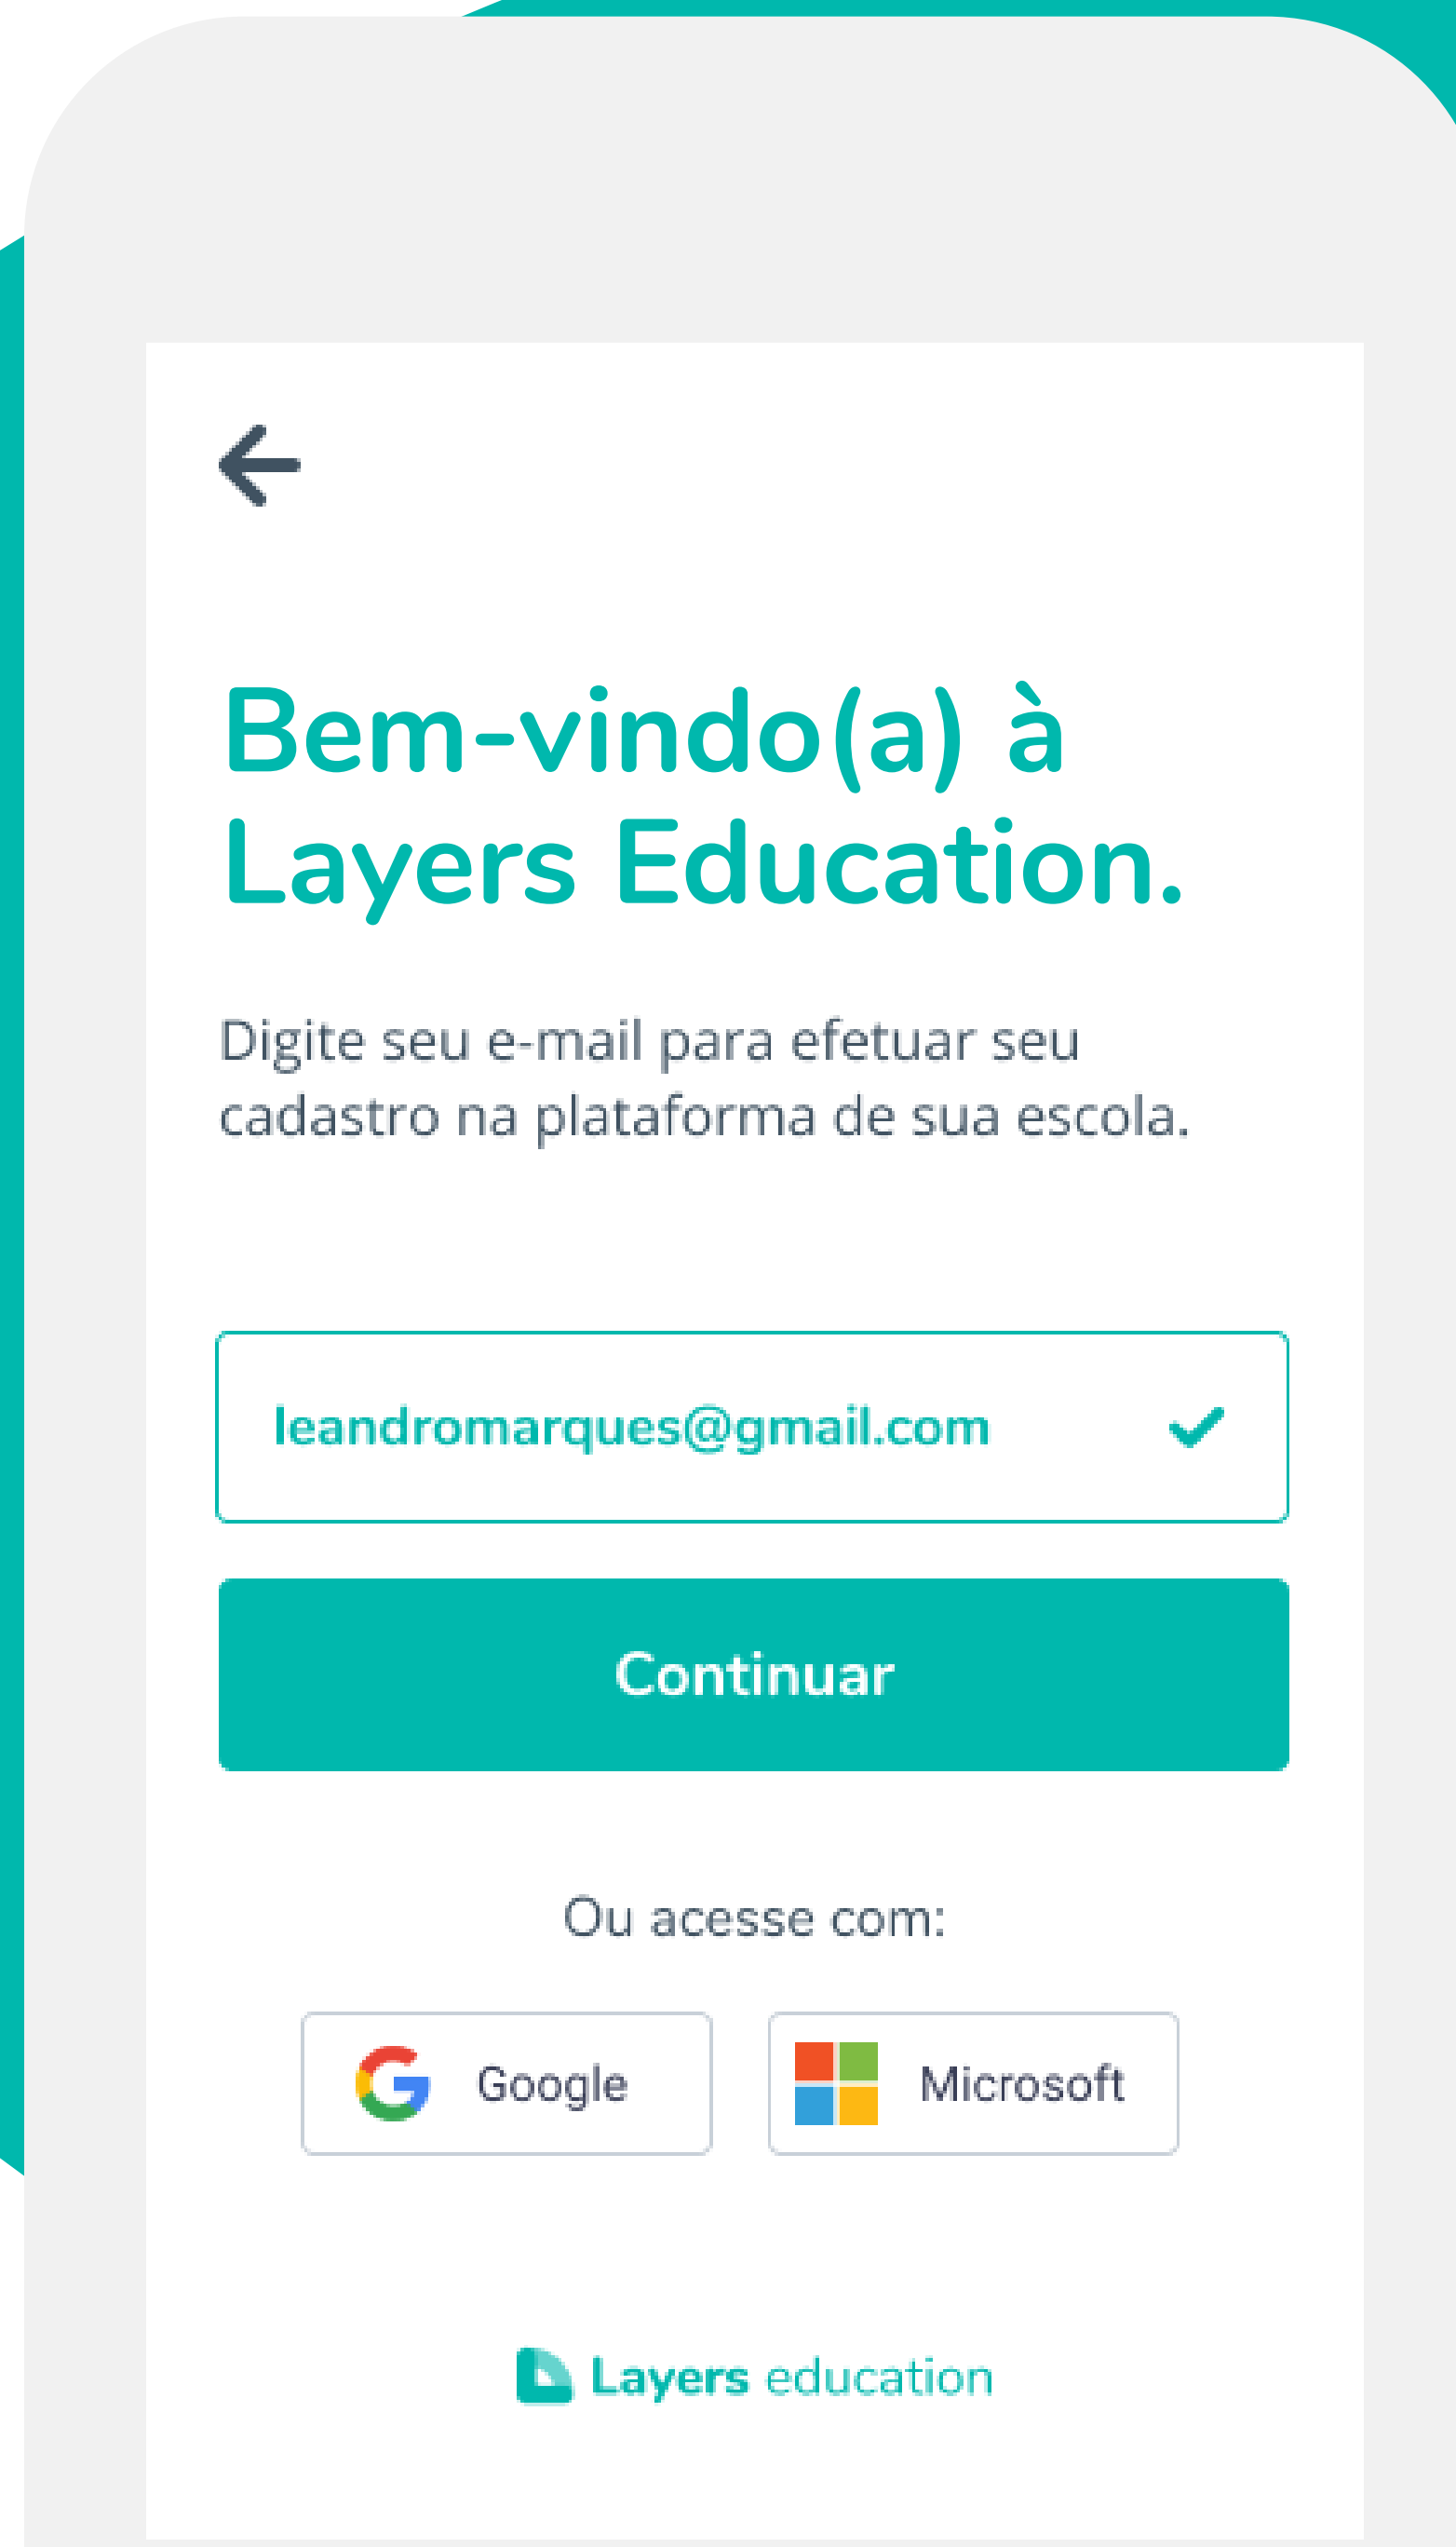 Bem-vindo(a) à
Layers Education.
Digite seu e-mail para efetuar seu
cadastro na plataforma de sua escola.
leandromarques@gmail.com
Continuar
Ou acesse com:
Google
Microsoft
Layers education